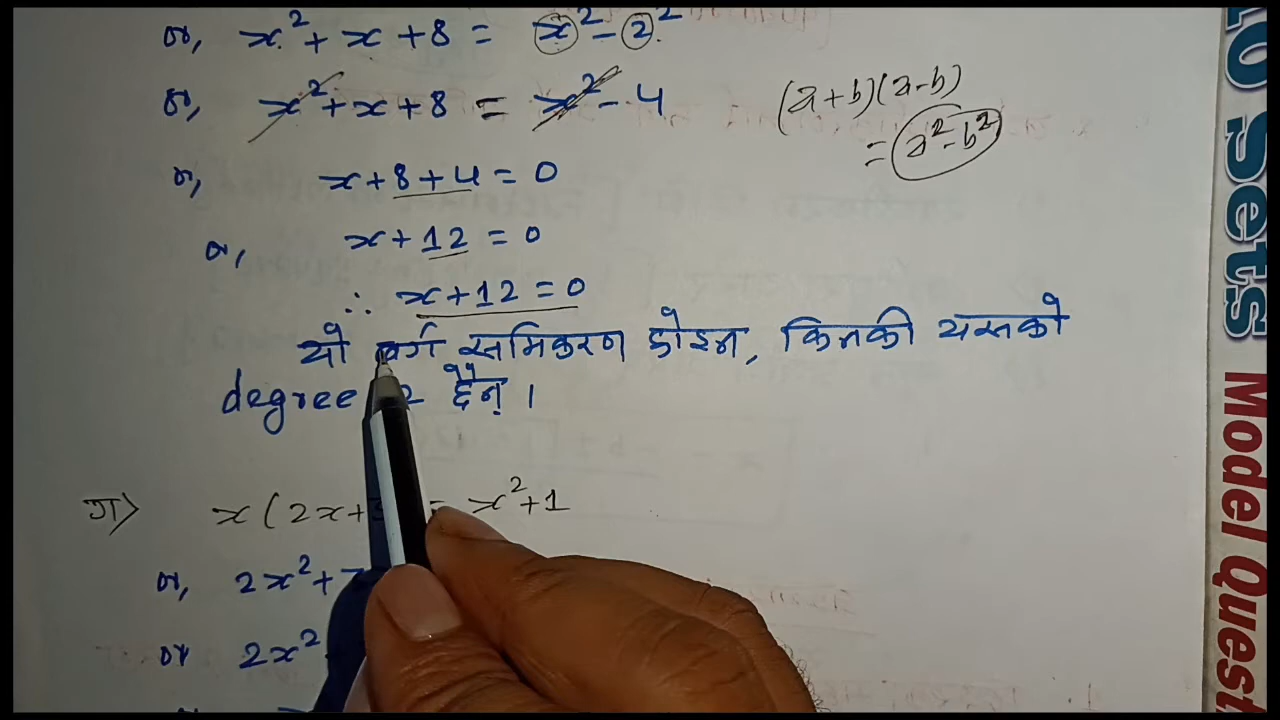 or, x² + x + 8 = x² - 2²
or, x² + x + 8 = x² - 4
(a+b)(a-b)
= a² - b²
or, x + 8 + 4 = 0
or, x + 12 = 0
∴ x + 12 = 0
यो वर्ग समिकरण होइन, किनकी यसको
degree 2 छैन् ।
ग) x(2x+ = x² + 1
or, 2x² +
or 2x²
10 Sets Model Quest